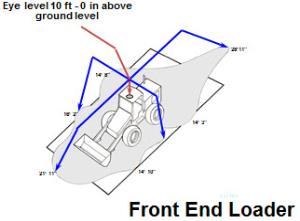 Eye level 10 ft - 0 in above
ground level
28' 11"
14' 8"
16' 2"
14' 2"
21' 11"
14' 10"
Front End Loader